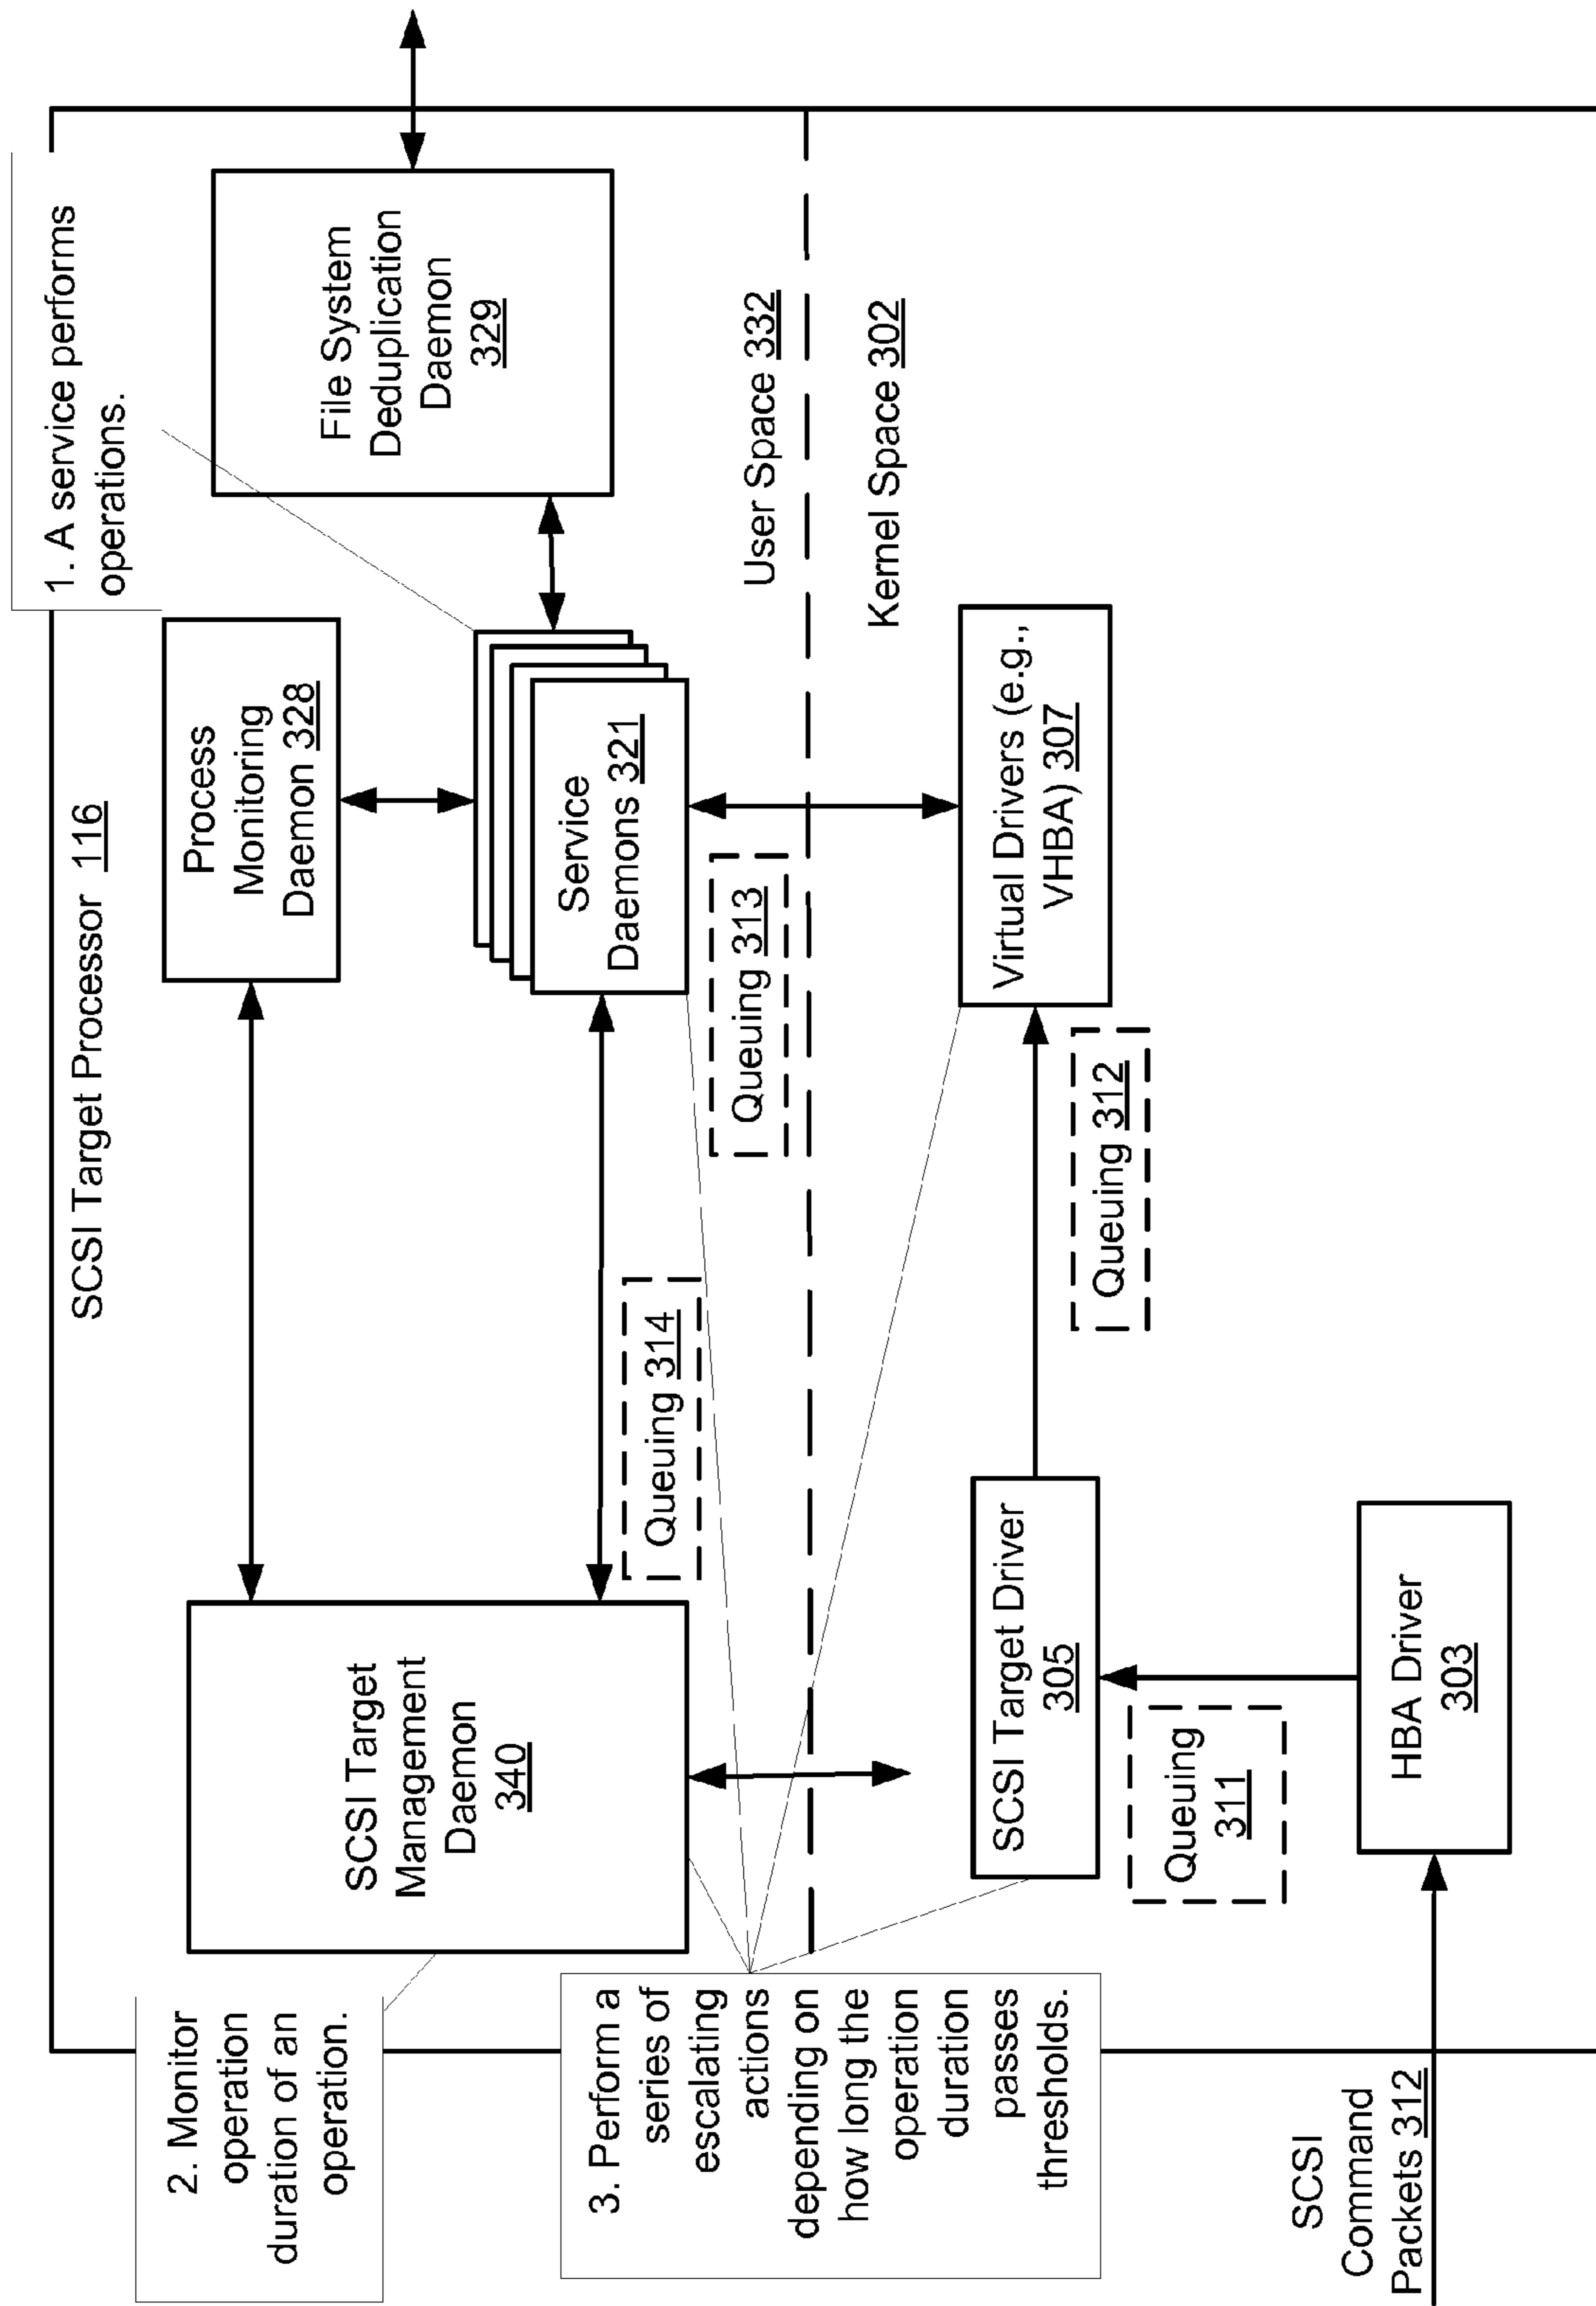 SCSI Target Processor 116
1. A service performs
operations.
2. Monitor
operation
duration of an
operation.
SCSI Target
Management
Daemon
340
Process
Monitoring
Daemon 328
File System
Deduplication
Daemon
329
Service
Daemons 321
Queuing 314
Queuing 313
User Space 332
Kernel Space 302
3. Perform a
series of
escalating
actions
depending on
how long the
operation
duration
passes
thresholds.
SCSI Target Driver
305
Virtual Drivers (e.g.,
VHBA) 307
Queuing 312
Queuing
311
HBA Driver
303
SCSI
Command
Packets 312